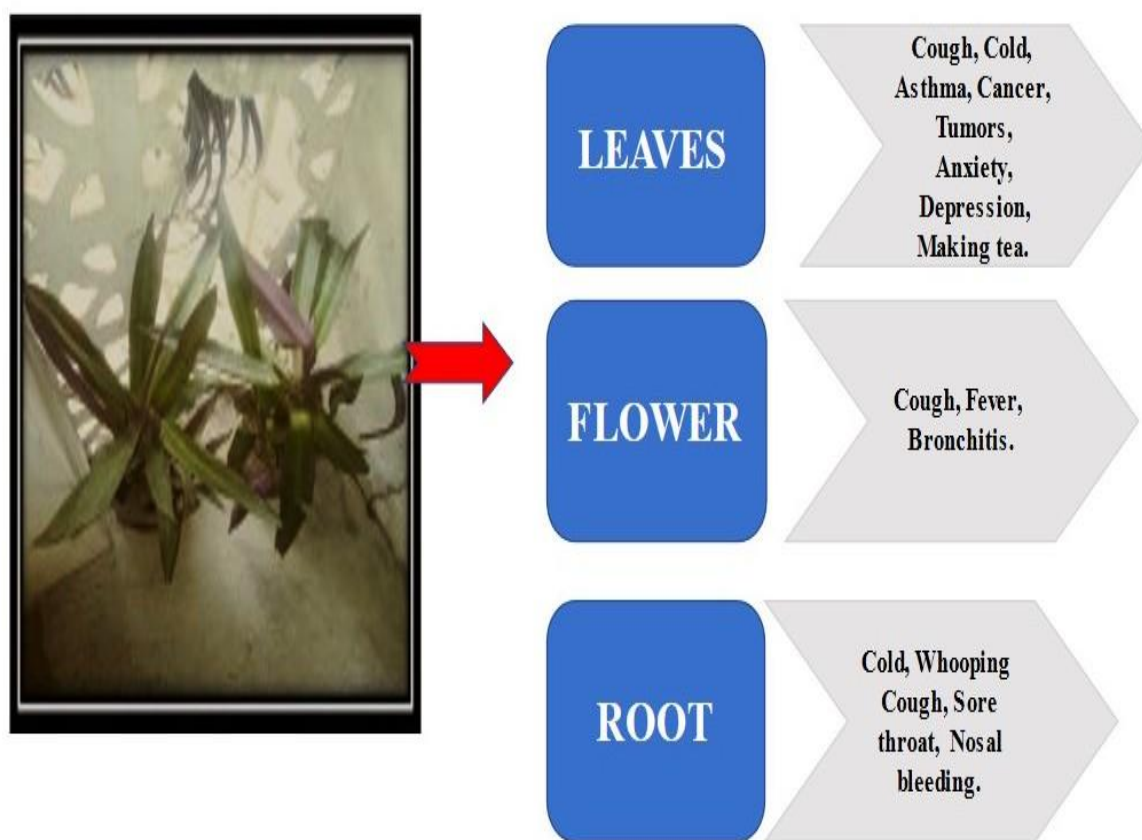 LEAVES
Cough, Cold,
Asthma, Cancer,
Tumors,
Anxiety,
Depression,
Making tea.
FLOWER
Cough, Fever,
Bronchitis.
ROOT
Cold, Whooping
Cough, Sore
throat, Nosal
bleeding.